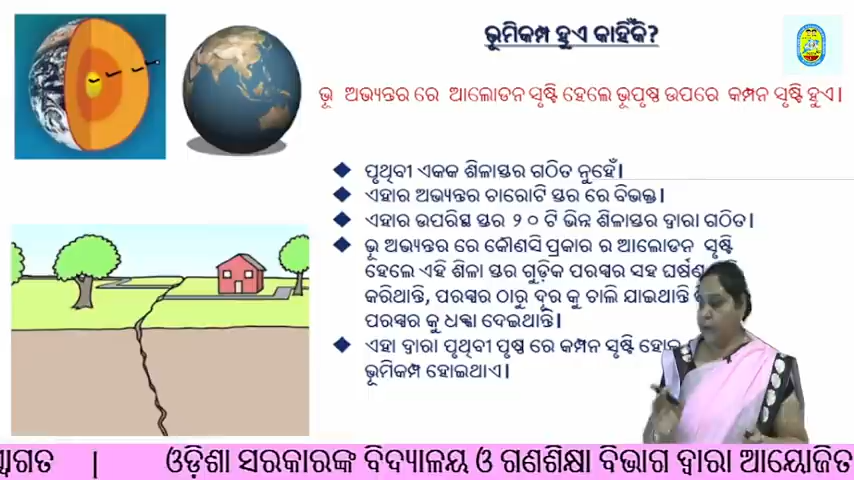 ଭୂମିକମ୍ପ ହୁଏ କାହିଁକି?
ଭୂ ଅଭ୍ୟନ୍ତର ରେ ଆଲୋଡନ ସୃଷ୍ଟି ହେଲେ ଭୂପୃଷ୍ଠ ଉପରେ କମ୍ପନ ସୃଷ୍ଟି ହୁଏ।
ପୃଥିବୀ ଏକକ ଶିଳାସ୍ତର ଗଠିତ ନୁହେଁ।
ଏହାର ଅଭ୍ୟନ୍ତର ଚାରୋଟି ସ୍ତର ରେ ବିଭକ୍ତ।
ଏହାର ଉପରିସ୍ଥ ସ୍ତର ୨୦ ଟି ଭିନ୍ନ ଶିଳାସ୍ତର ଦ୍ୱାରା ଗଠିତ।
ଭୂ ଅଭ୍ୟନ୍ତର ରେ କୌଣସି ପ୍ରକାର ର ଆଲୋଡନ ସୃଷ୍ଟି
ହେଲେ ଏହି ଶିଳା ସ୍ତର ଗୁଡ଼ିକ ପରସ୍ପର ସହ ଘର୍ଷଣ
କରିଥାନ୍ତି, ପରସ୍ପର ଠାରୁ ଦୂର କୁ ଚାଲି ଯାଇଥାନ୍ତି
ପରସ୍ପର କୁ ଧକ୍କା ଦେଇଥାନ୍ତି।
ଏହା ଦ୍ୱାରା ପୃଥିବୀ ପୃଷ୍ଠ ରେ କମ୍ପନ ସୃଷ୍ଟି
ଭୂମିକମ୍ପ ହୋଇଥାଏ।
ସ୍ୱାଗତ | ଓଡ଼ିଶା ସରକାରଙ୍କ ବିଦ୍ୟାଳୟ ଓ ଗଣଶିକ୍ଷା ବିଭାଗ ଦ୍ୱାରା ଆୟୋଜିତ